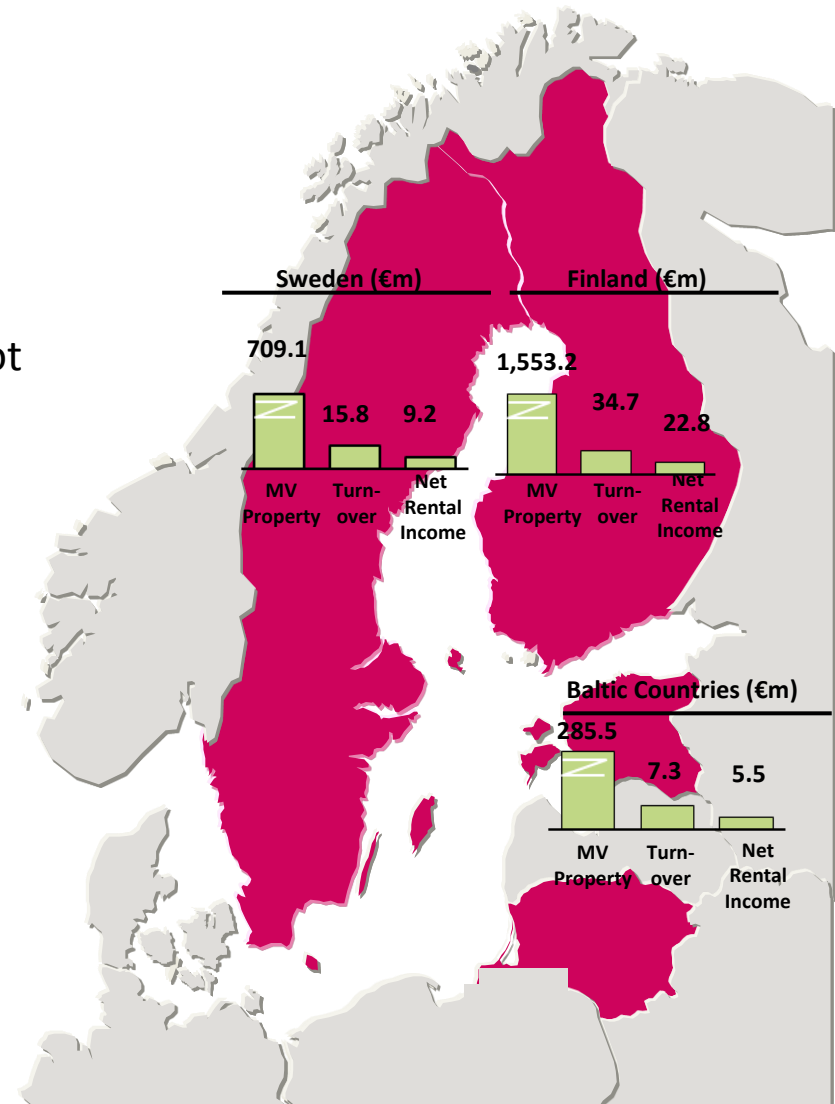 Sweden (€m)
Finland (€m)
ot
709.1
15.8
9.2
MV
Property
Turn-
over
Net
Rental
Income
1,553.2
34.7
22.8
MV
Property
Turn-
over
Net
Rental
Income
Baltic Countries (€m)
285.5
7.3
5.5
MV
Property
Turn-
over
Net
Rental
Income